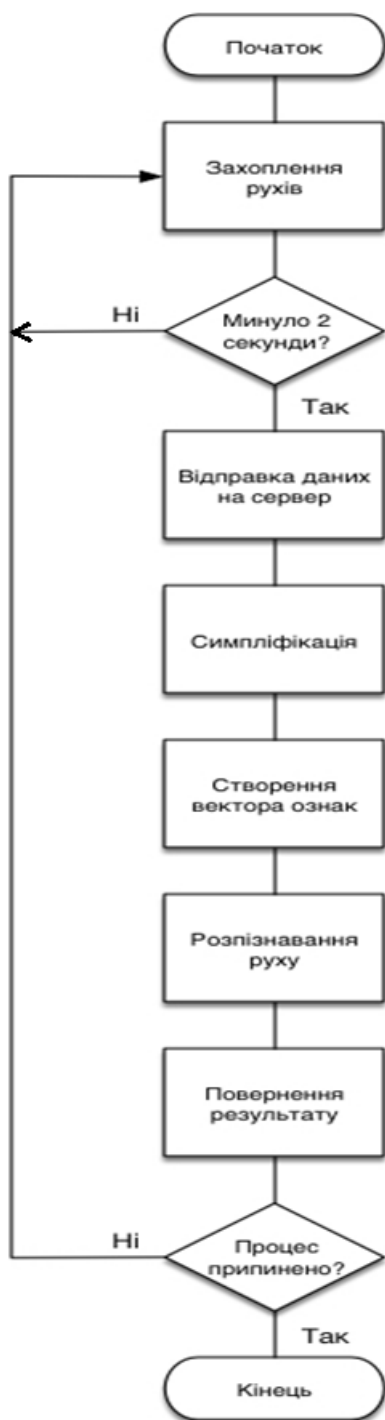 Початок
Захоплення
рухів
Ні
Минуло 2
секунди?
Так
Відправка даних
на сервер
Симпліфікація
Створення
вектора ознак
Розпізнавання
руху
Повернення
результату
Ні
Процес
припинено?
Так
Кінець